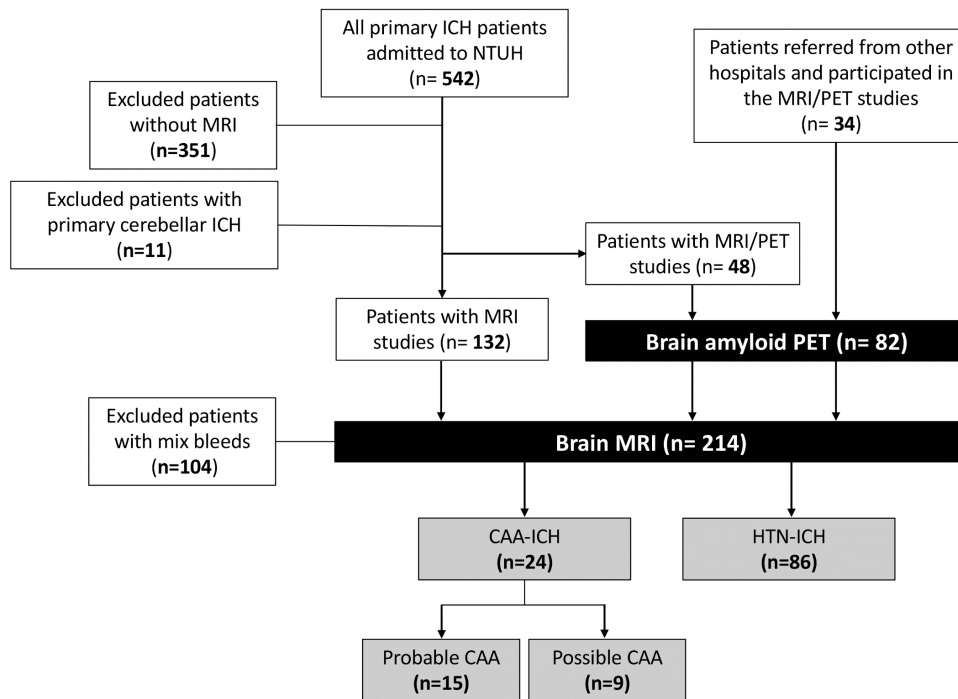 All primary ICH patients
admitted to NTUH
(n= 542)
Patients referred from other
hospitals and participated in
the MRI/PET studies
(n= 34)
Excluded patients
without MRI
(n=351)
Excluded patients with
primary cerebellar ICH
(n=11)
Patients with MRI/PET
studies (n= 48)
Patients with MRI
studies (n= 132)
Brain amyloid PET (n= 82)
Excluded patients
with mix bleeds
(n=104)
Brain MRI (n= 214)
CAA-ICH
(n=24)
HTN-ICH
(n=86)
Probable CAA
(n=15)
Possible CAA
(n=9)